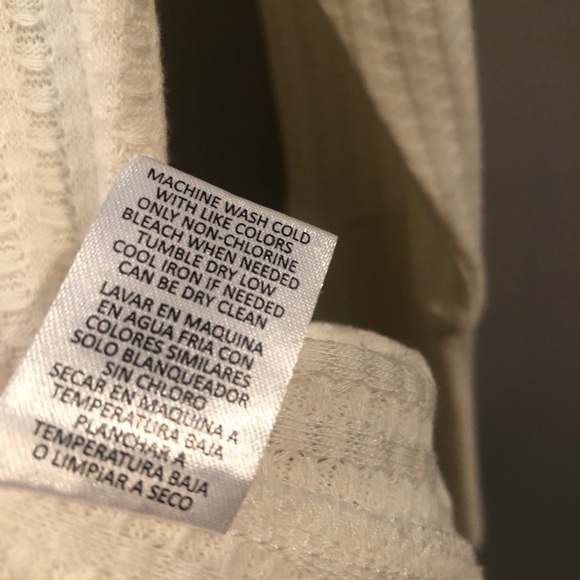 MACHINE WASH COLD
WITH LIKE COLORS
ONLY NON-CHLORINE
BLEACH WHEN NEEDED
TUMBLE DRY LOW
COOL IRON IF NEEDED
CAN BE DRY CLEAN
LAVAR EN MAQUINA
EN AGUA FRIA CON
COLORES SIMILARES
SOLO BLANQUEADOR
SIN CHLORO
SECAR EN MAQUINA A
TEMPERATURA BAJA
PLANCHAR A
TEMPERATURA BAJA
O LIMPIAR A SECO